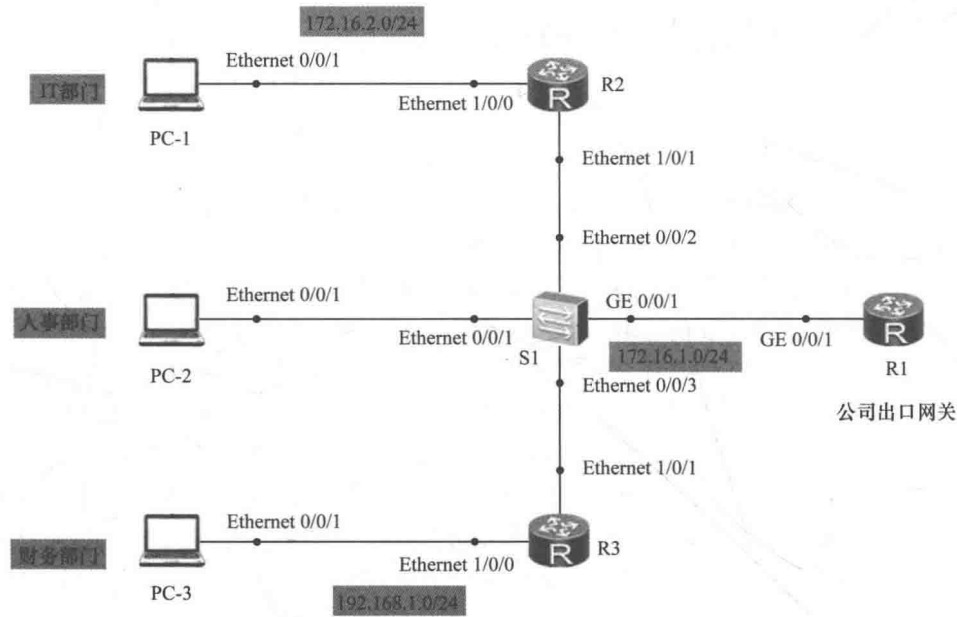 172.16.2.0/24
Ethernet 0/0/1
IT部门
Ethernet 1/0/0
R
R2
PC-1
Ethernet 1/0/1
Ethernet 0/0/2
Ethernet 0/0/1
GE 0/0/1
人事部门
Ethernet 0/0/1
S1
GE 0/0/1
R
172.16.1.0/24
PC-2
R1
Ethernet 0/0/3
公司出口网关
Ethernet 1/0/1
Ethernet 0/0/1
财务部门
Ethernet 1/0/0
R
R3
PC-3
192.168.1.0/24